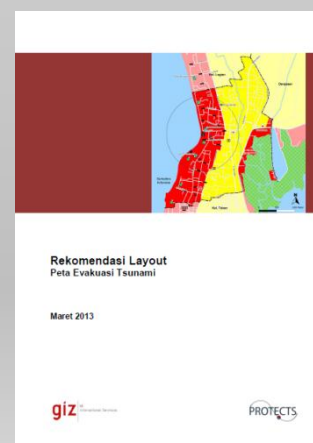 Rekomendasi Layout
Peta Evakuasi Tsunami
Maret 2013
giz
PROTECTS